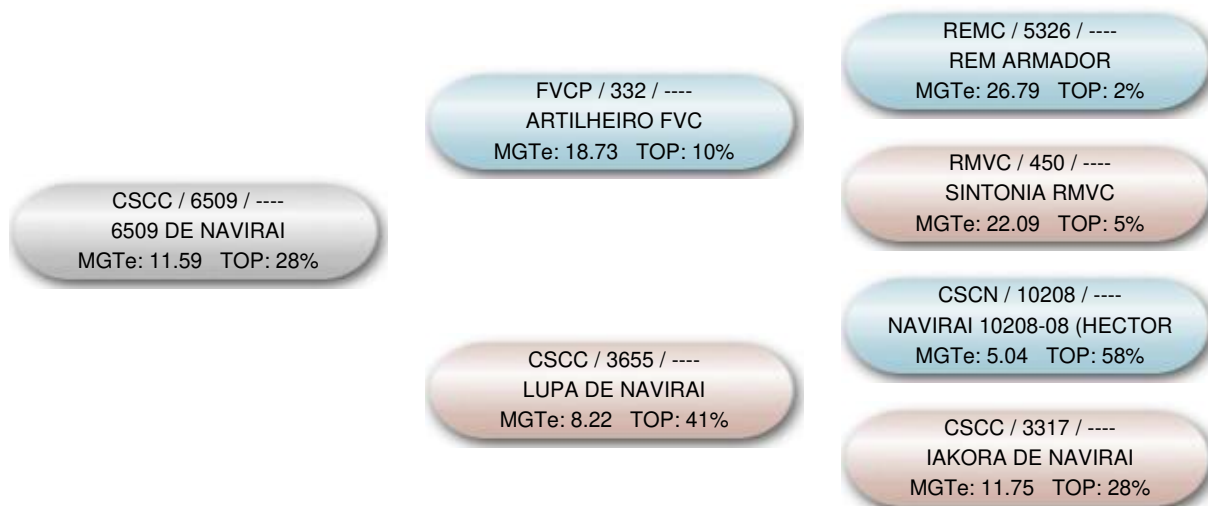 CSCC / 6509 / ----
6509 DE NAVIRAI
MGTe: 11.59 TOP: 28%
FVCP / 332 / ----
ARTILHEIRO FVC
MGTe: 18.73 TOP: 10%
CSCC / 3655 / ----
LUPA DE NAVIRAI
MGTe: 8.22 TOP: 41%
REMC / 5326 / ----
REM ARMADOR
MGTe: 26.79 TOP: 2%
RMVC / 450 / ----
SINTONIA RMVC
MGTe: 22.09 TOP: 5%
CSCN / 10208 / ----
NAVIRAI 10208-08 (HECTOR
MGTe: 5.04 TOP: 58%
CSCC / 3317 / ----
IAKORA DE NAVIRAI
MGTe: 11.75 TOP: 28%